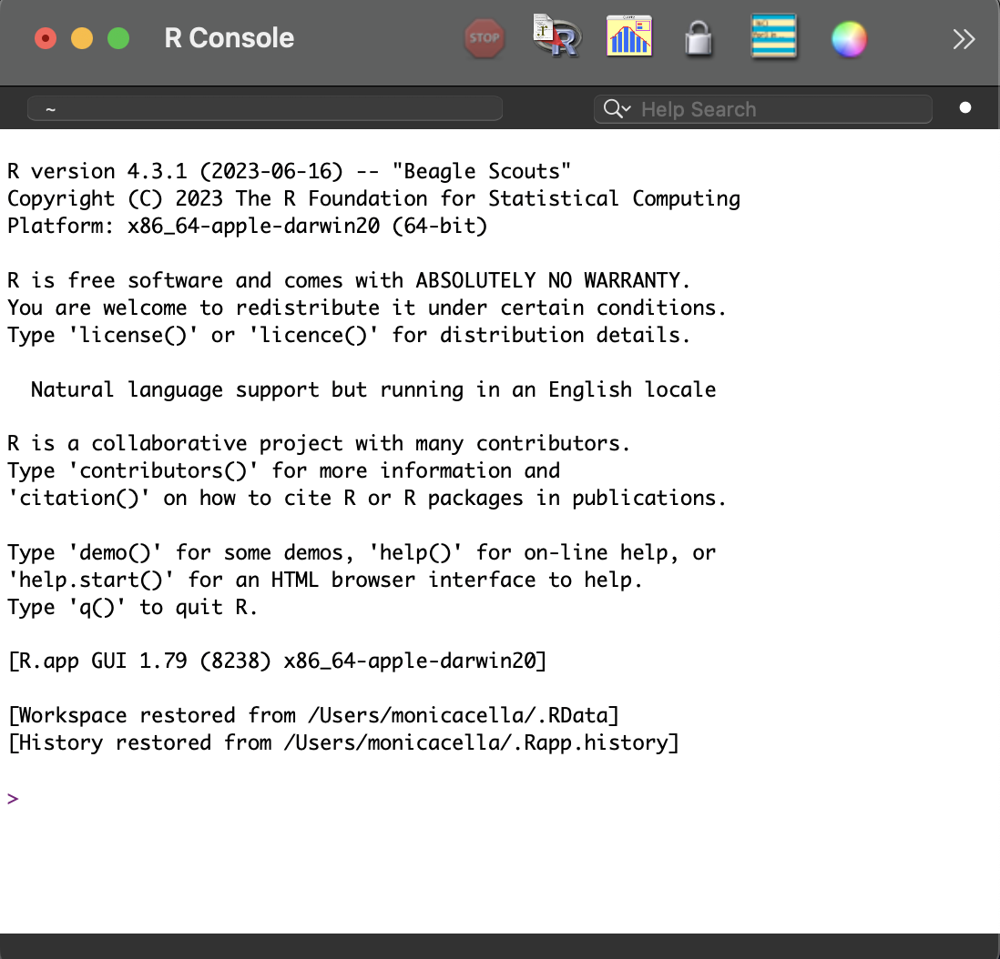 R Console
STOP
~
Help Search
R version 4.3.1 (2023-06-16) -- "Beagle Scouts"
Copyright (C) 2023 The R Foundation for Statistical Computing
Platform: x86_64-apple-darwin20 (64-bit)
R is free software and comes with ABSOLUTELY NO WARRANTY.
You are welcome to redistribute it under certain conditions.
Type 'license()' or 'licence()' for distribution details.
Natural language support but running in an English locale
R is a collaborative project with many contributors.
Type 'contributors()' for more information and
'citation()' on how to cite R or R packages in publications.
Type 'demo()' for some demos, 'help()' for on-line help, or
'help.start()' for an HTML browser interface to help.
Type 'q()' to quit R.
[R.app GUI 1.79 (8238) x86_64-apple-darwin20]
[Workspace restored from /Users/monicacella/.RData]
[History restored from /Users/monicacella/.Rapp.history]
>